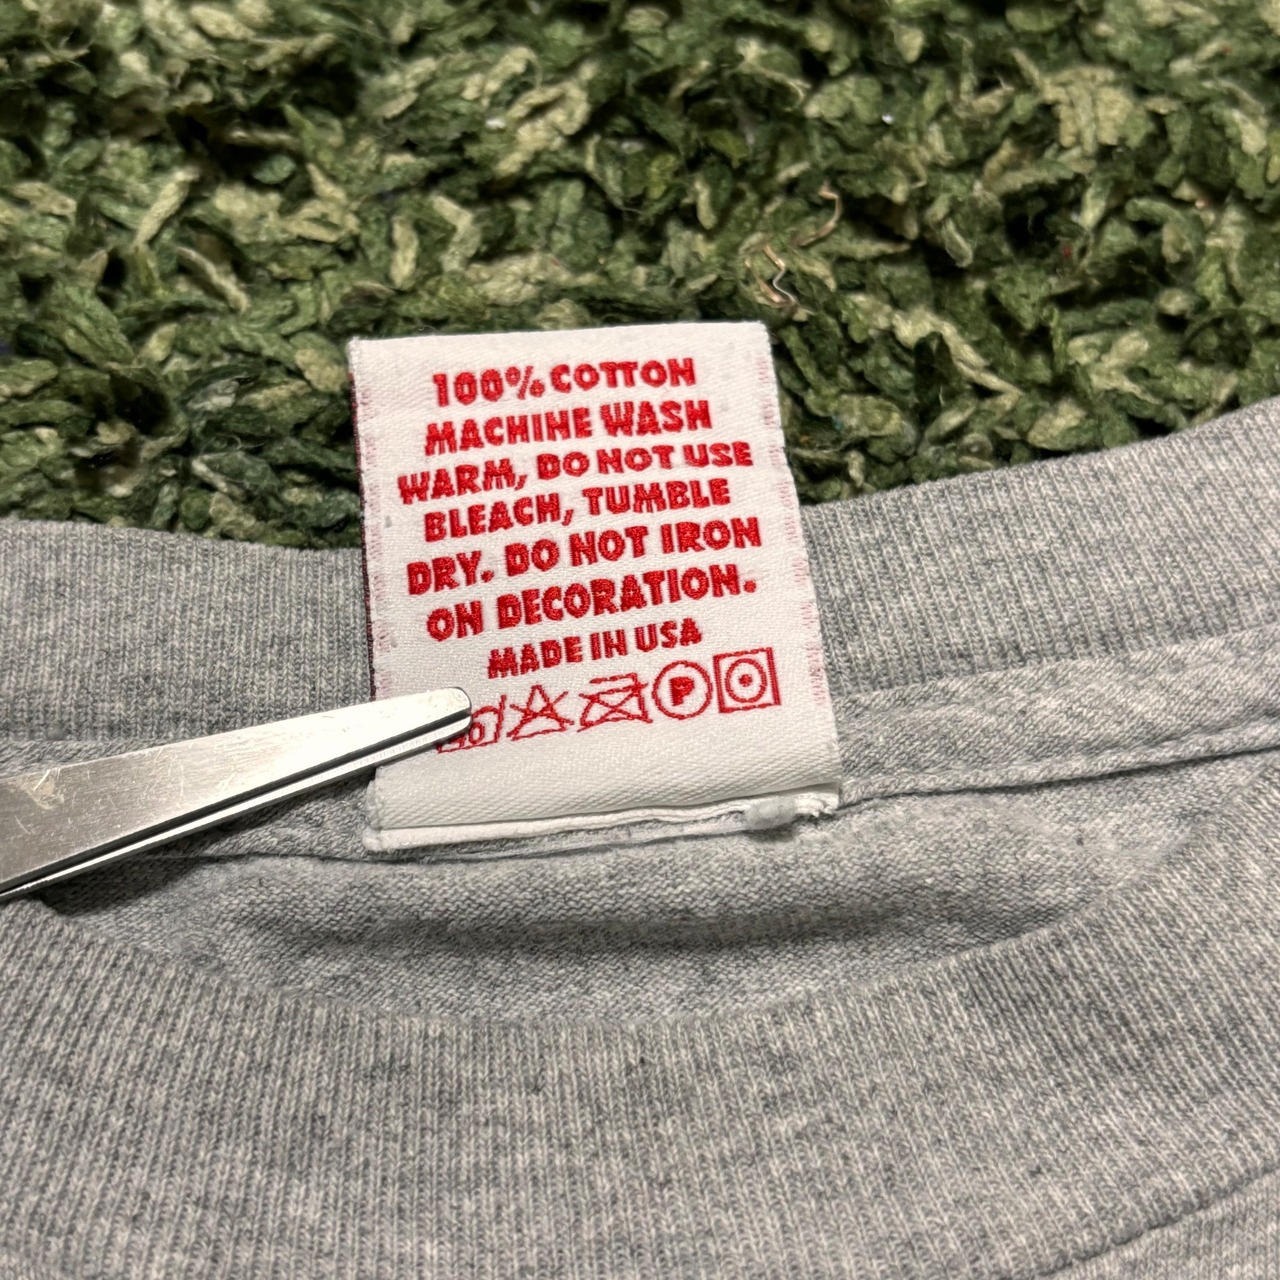 100% COTTON
MACHINE WASH
WARM, DO NOT USE
BLEACH, TUMBLE
DRY. DO NOT IRON
ON DECORATION.
MADE IN USA
P